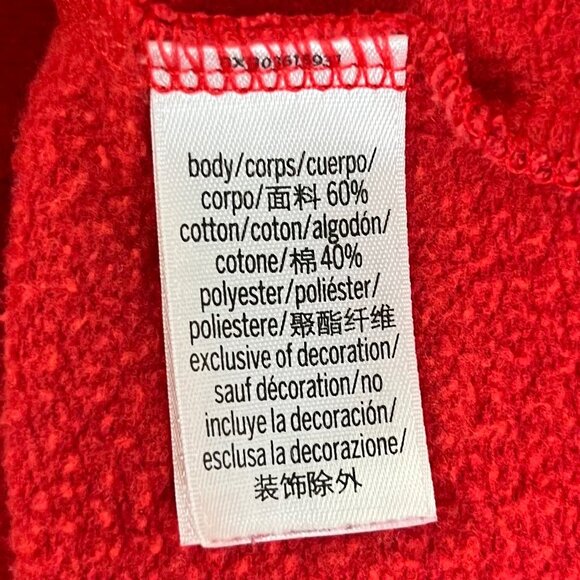 body/corps/cuerpo/
corpo/面料 60%
cotton/coton/algodón/
cotone/棉 40%
polyester/poliéster/
poliestere/聚酯纤维
exclusive of decoration/
sauf décoration/no
incluye la decoración/
esclusa la decorazione/
装饰除外